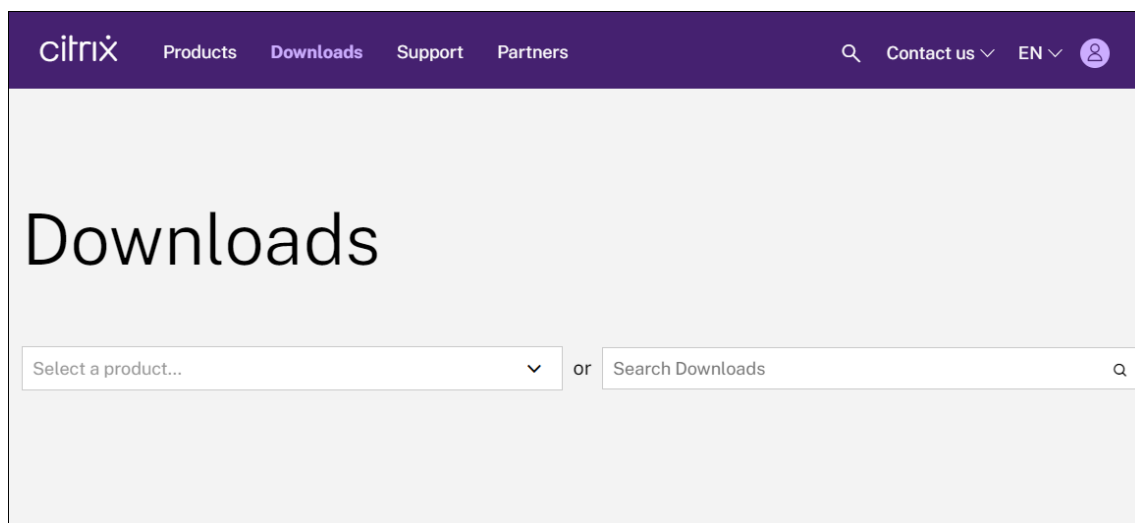 citrix Products Downloads Support Partners Contact us EN
Downloads
Select a product... or Search Downloads